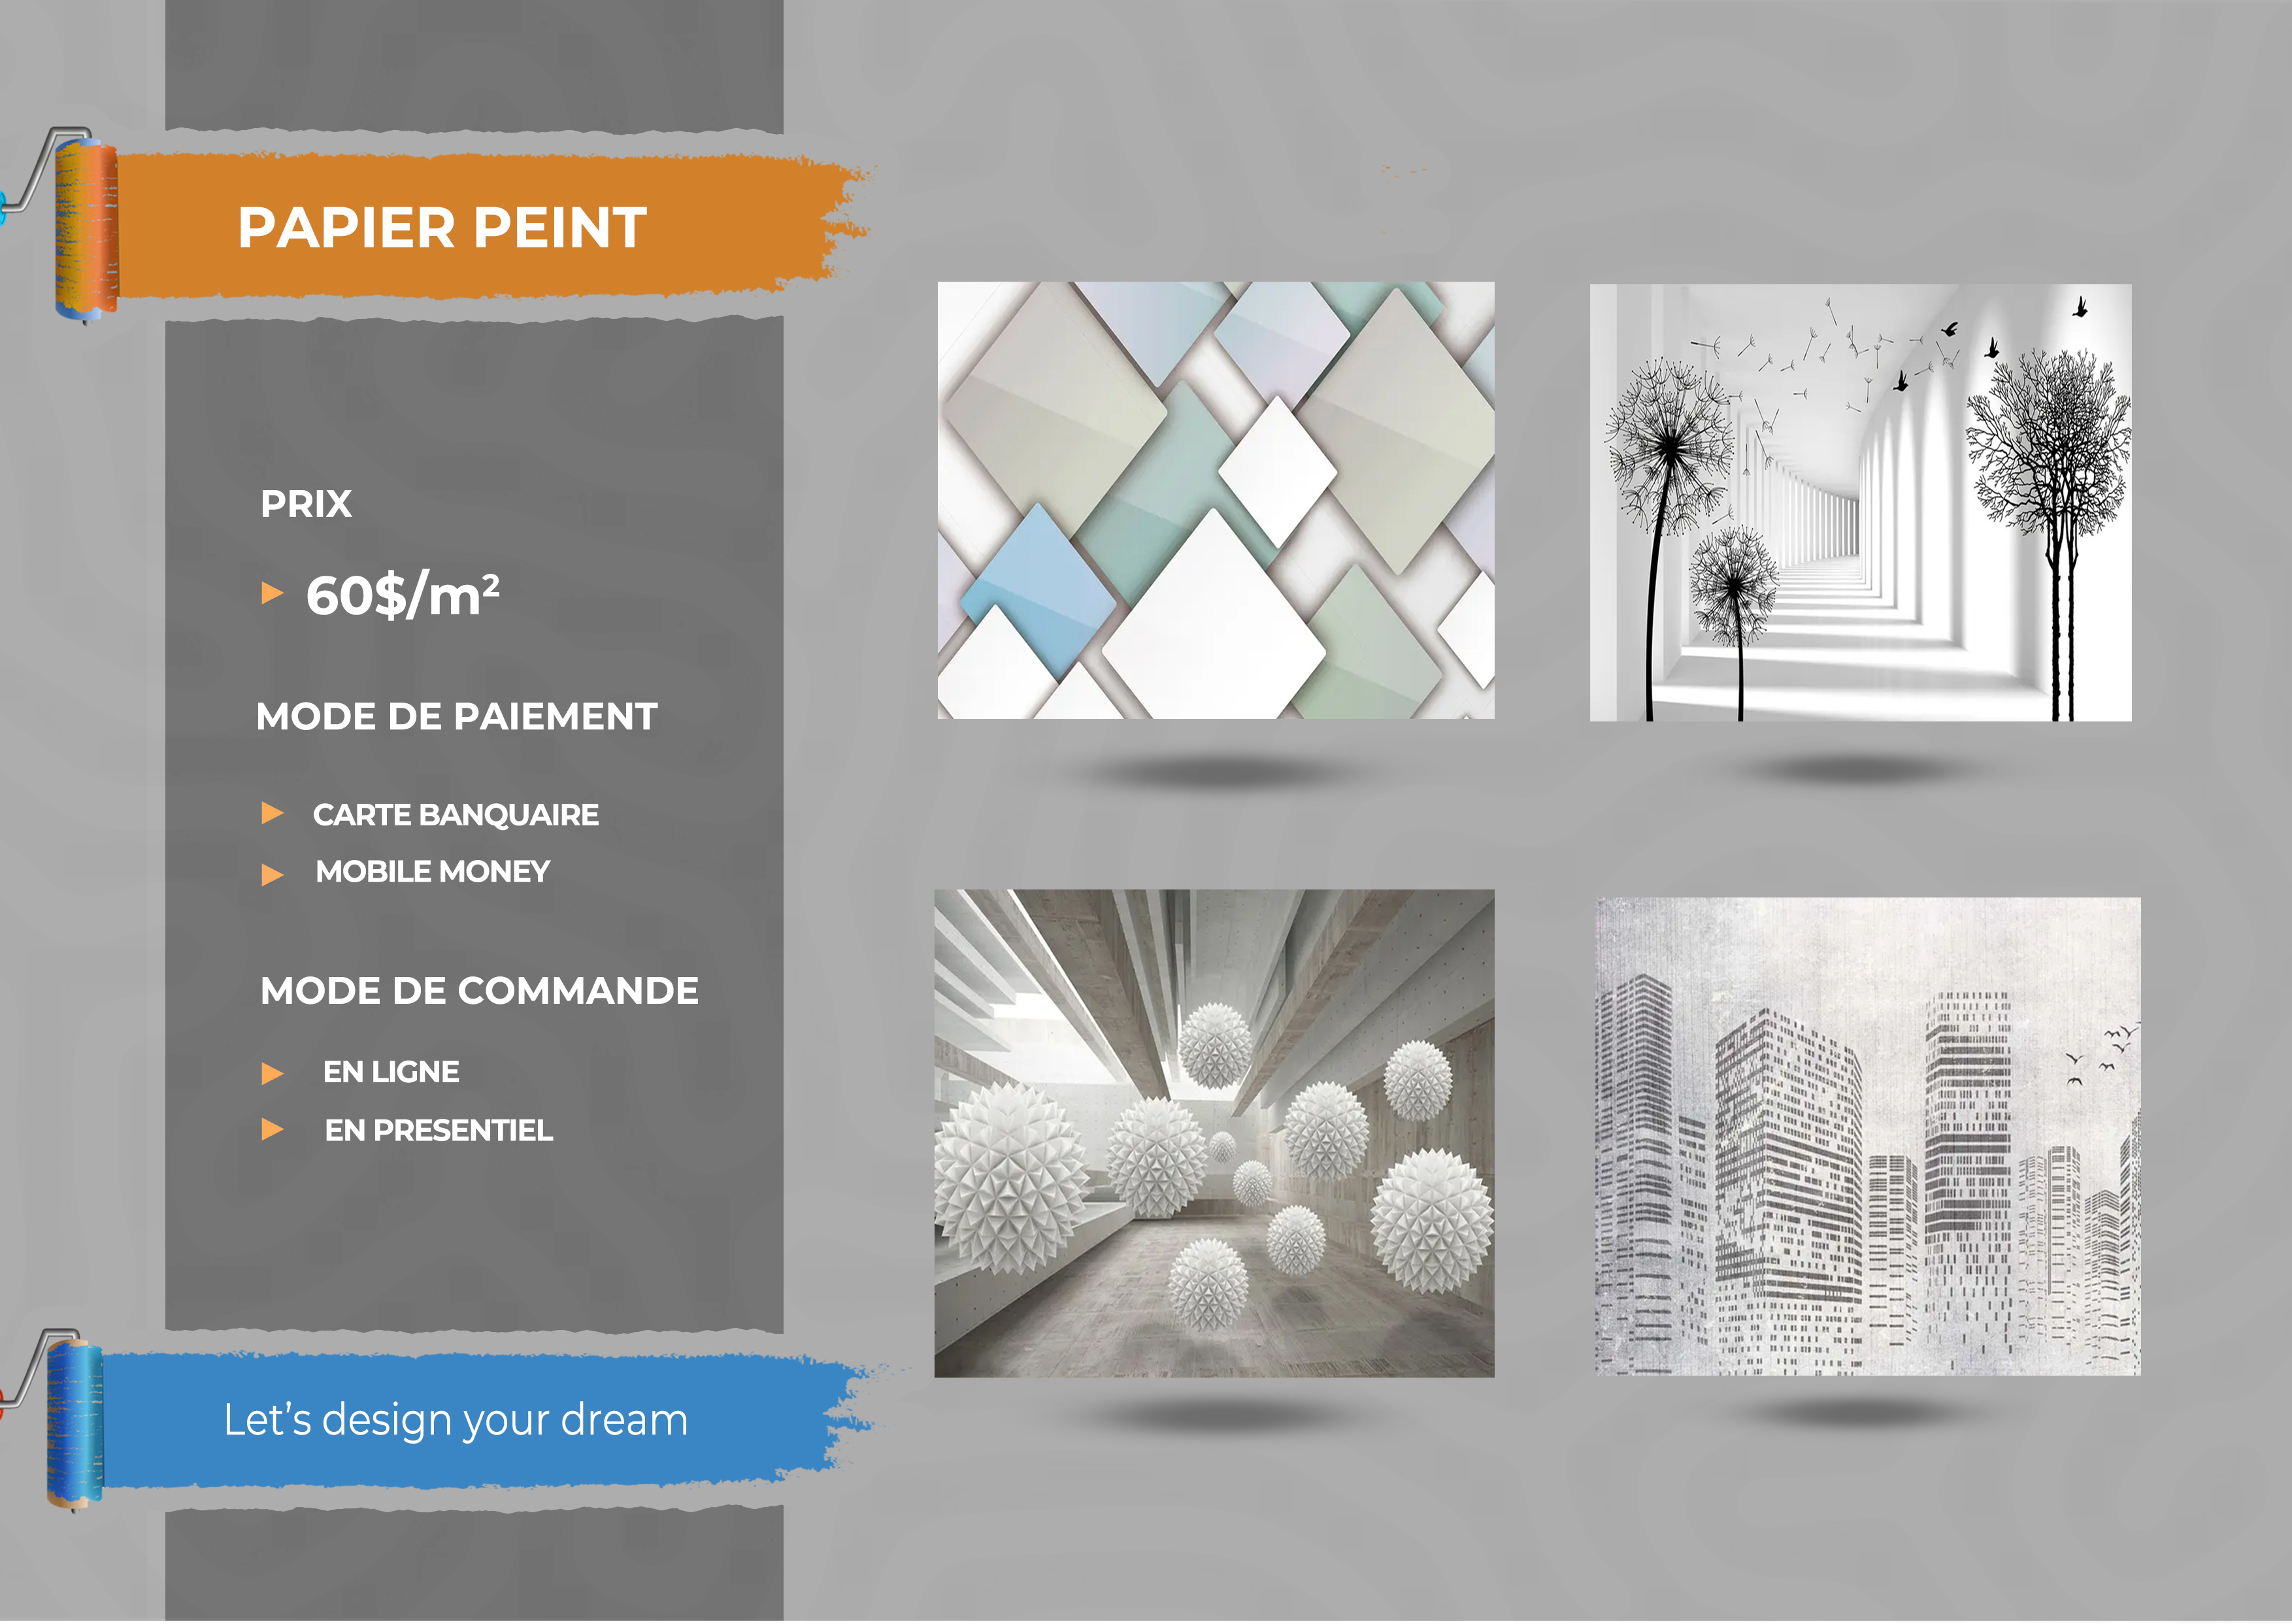 PAPIER PEINT
PRIX
60$/m²
MODE DE PAIEMENT
CARTE BANQUAIRE
MOBILE MONEY
MODE DE COMMANDE
EN LIGNE
EN PRESENTIEL
Let's design your dream